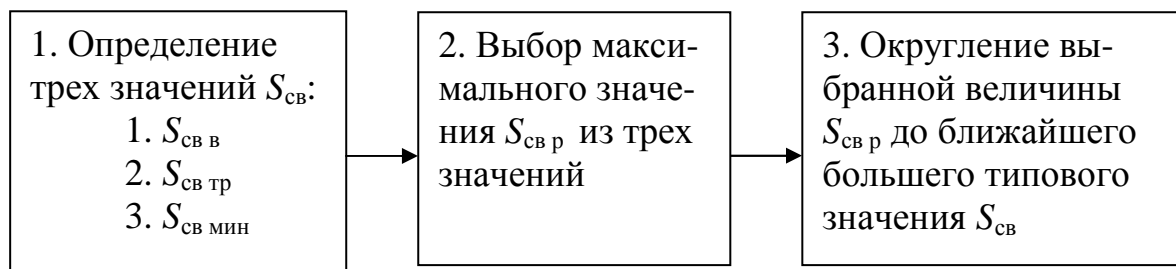 1. Определение
трех значений Sсв:
1. Sсв в
2. Sсв тр
3. Sсв мин
2. Выбор макси-
мального значе-
ния Sсв р из трех
значений
3. Округление вы-
бранной величины
Sсв р до ближайшего
большего типового
значения Sсв